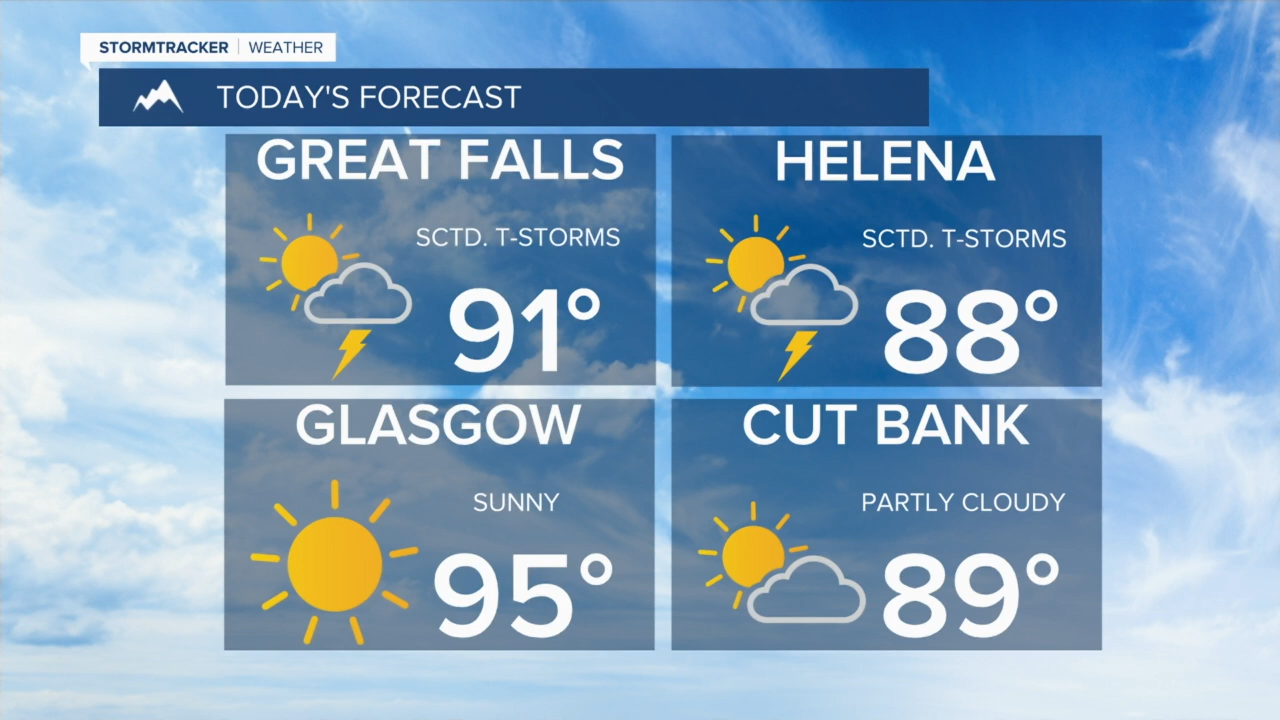 STORMTRACKER | WEATHER
TODAY'S FORECAST
GREAT FALLS
SCTD. T-STORMS
91°
HELENA
SCTD. T-STORMS
88°
GLASGOW
SUNNY
95°
CUT BANK
PARTLY CLOUDY
89°